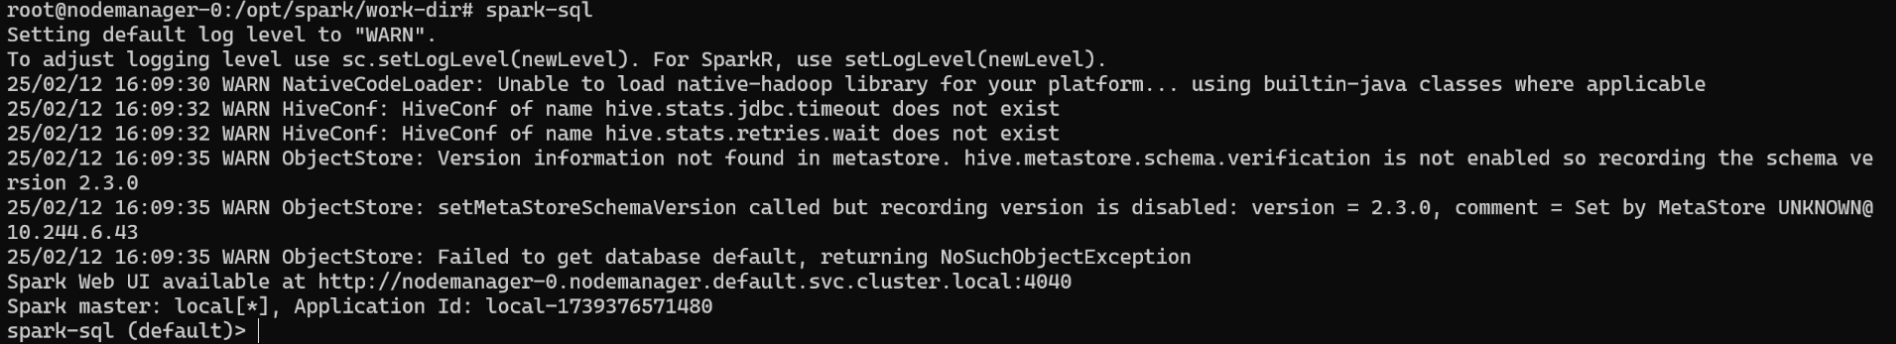 root@nodemanager-0:/opt/spark/work-dir# spark-sql
Setting default log level to "WARN".
To adjust logging level use sc.setLogLevel(newLevel). For SparkR, use setLogLevel(newLevel).
25/02/12 16:09:30 WARN NativeCodeLoader: Unable to load native-hadoop library for your platform... using builtin-java classes where applicable
25/02/12 16:09:32 WARN HiveConf: HiveConf of name hive.stats.jdbc.timeout does not exist
25/02/12 16:09:32 WARN HiveConf: HiveConf of name hive.stats.retries.wait does not exist
25/02/12 16:09:35 WARN ObjectStore: Version information not found in metastore. hive.metastore.schema.verification is not enabled so recording the schema ve
rsion 2.3.0
25/02/12 16:09:35 WARN ObjectStore: setMetaStoreSchemaVersion called but recording version is disabled: version = 2.3.0, comment = Set by MetaStore UNKNOWN@
10.244.6.43
25/02/12 16:09:35 WARN ObjectStore: Failed to get database default, returning NoSuchObjectException
Spark Web UI available at http://nodemanager-0.nodemanager.default.svc.cluster.local:4040
Spark master: local[*], Application Id: local-1739376571480
spark-sql (default)>